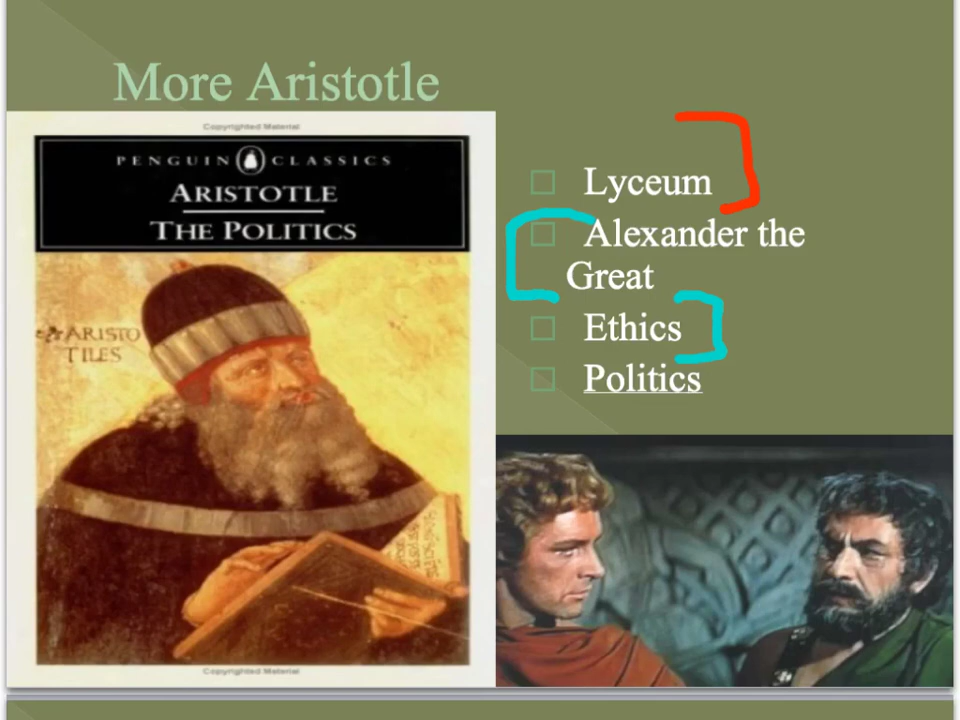 More Aristotle
Copyrighted Material
PENGUIN CLASSICS
ARISTOTLE
THE POLITICS
ARISTO
TILES
Copyrighted Material
Lyceum
Alexander the
Great
Ethics
Politics